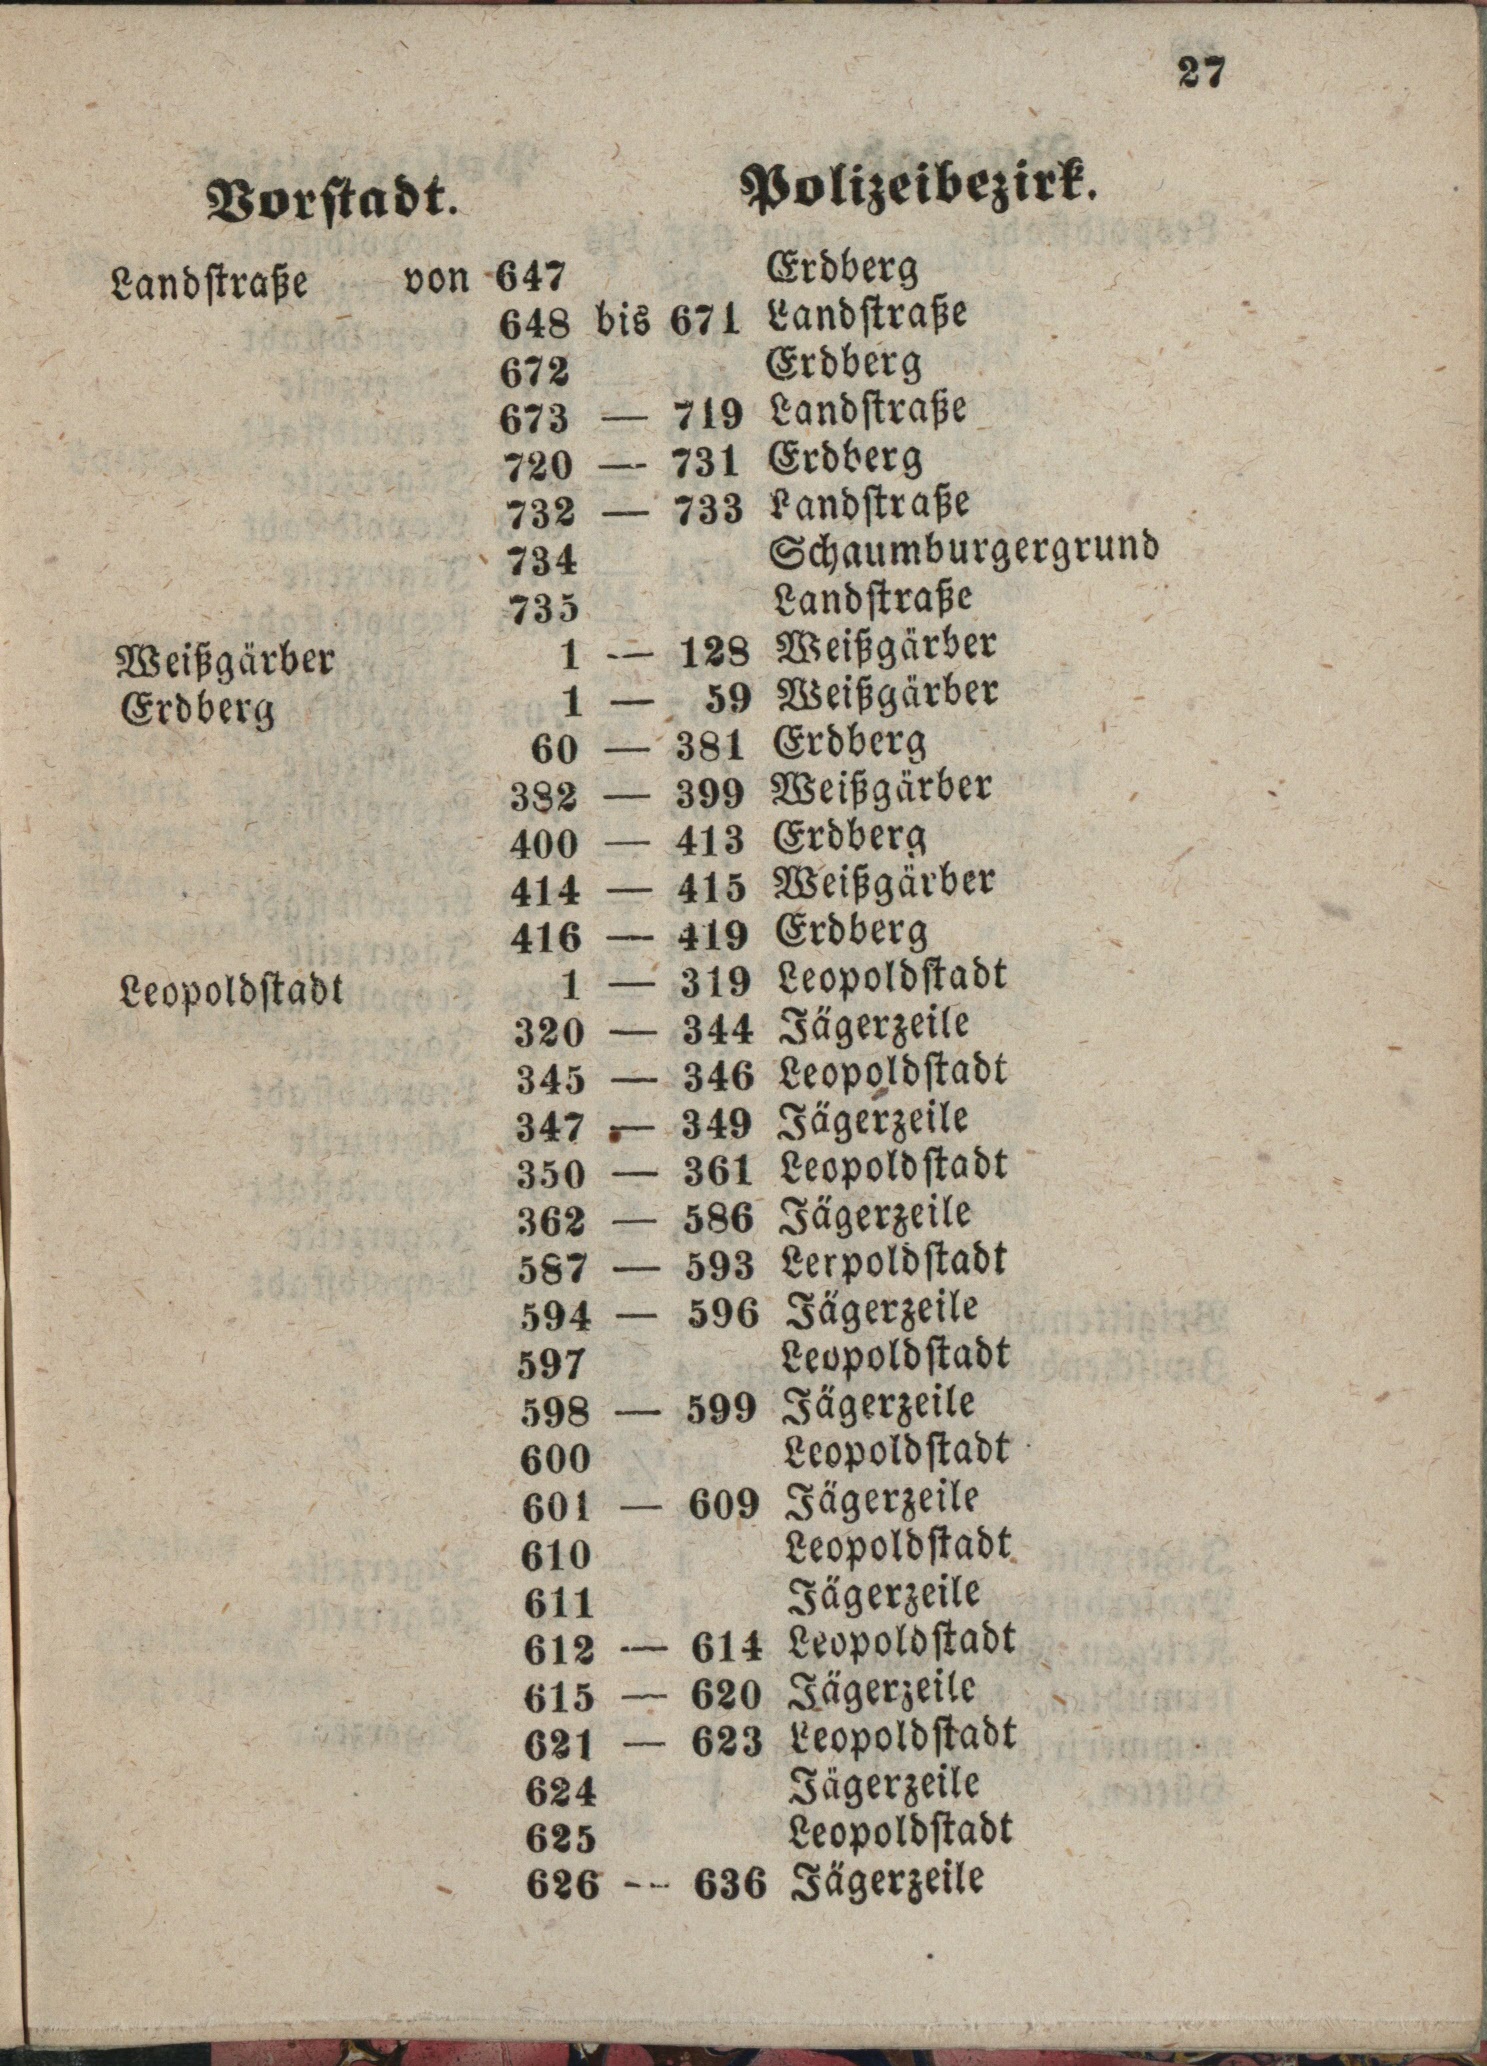 27
Vorstadt. Polizeibezirk.
Landstraße von 647 Erdberg
648 bis 671 Landstraße
672 Erdberg
673 — 719 Landstraße
720 — 731 Erdberg
732 — 733 Landstraße
734 Schaumburgergrund
735 Landstraße
Weißgärber 1 — 128 Weißgärber
Erdberg 1 — 59 Weißgärber
60 — 381 Erdberg
382 — 399 Weißgärber
400 — 413 Erdberg
414 — 415 Weißgärber
416 — 419 Erdberg
Leopoldstadt 1 — 319 Leopoldstadt
320 — 344 Jägerzeile
345 — 346 Leopoldstadt
347 — 349 Jägerzeile
350 — 361 Leopoldstadt
362 — 586 Jägerzeile
587 — 593 Lerpoldstadt
594 — 596 Jägerzeile
597 Leopoldstadt
598 — 599 Jägerzeile
600 Leopoldstadt
601 — 609 Jägerzeile
610 Leopoldstadt
611 Jägerzeile
612 — 614 Leopoldstadt
615 — 620 Jägerzeile
621 — 623 Leopoldstadt
624 Jägerzeile
625 Leopoldstadt
626 — 636 Jägerzeile